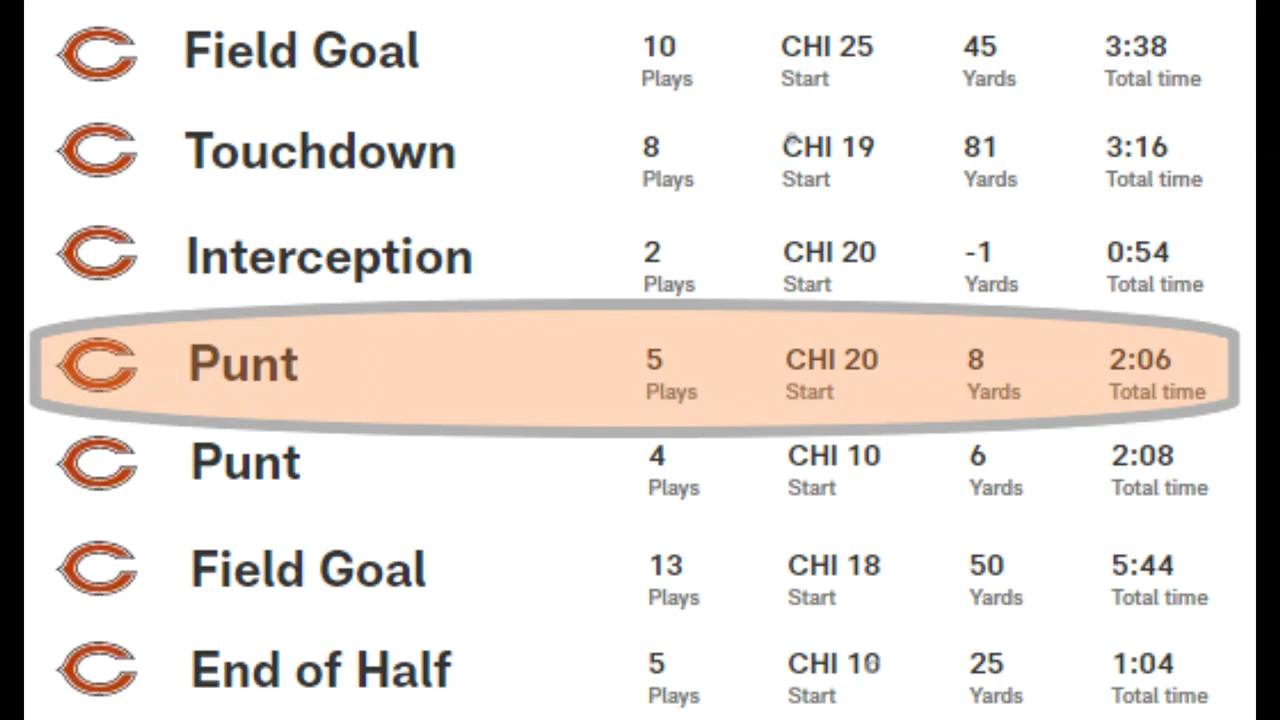 Field Goal 10 CHI 25 45 3:38
Plays Start Yards Total time
Touchdown 8 CHI 19 81 3:16
Plays Start Yards Total time
Interception 2 CHI 20 -1 0:54
Plays Start Yards Total time
Punt 5 CHI 20 8 2:06
Plays Start Yards Total time
Punt 4 CHI 10 6 2:08
Plays Start Yards Total time
Field Goal 13 CHI 18 50 5:44
Plays Start Yards Total time
End of Half 5 CHI 25 1:04
Plays Start Yards Total time